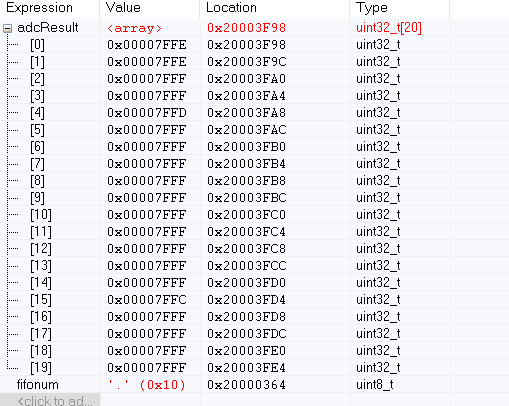 Expression Value Location Type
adcResult <array> 0x20003F98 uint32_t[20]
[0] 0x00007FFE 0x20003F98 uint32_t
[1] 0x00007FFE 0x20003F9C uint32_t
[2] 0x00007FFF 0x20003FA0 uint32_t
[3] 0x00007FFF 0x20003FA4 uint32_t
[4] 0x00007FFD 0x20003FA8 uint32_t
[5] 0x00007FFF 0x20003FAC uint32_t
[6] 0x00007FFF 0x20003FB0 uint32_t
[7] 0x00007FFF 0x20003FB4 uint32_t
[8] 0x00007FFF 0x20003FB8 uint32_t
[9] 0x00007FFF 0x20003FBC uint32_t
[10] 0x00007FFF 0x20003FC0 uint32_t
[11] 0x00007FFF 0x20003FC4 uint32_t
[12] 0x00007FFF 0x20003FC8 uint32_t
[13] 0x00007FFF 0x20003FCC uint32_t
[14] 0x00007FFF 0x20003FD0 uint32_t
[15] 0x00007FFC 0x20003FD4 uint32_t
[16] 0x00007FFF 0x20003FD8 uint32_t
[17] 0x00007FFF 0x20003FDC uint32_t
[18] 0x00007FFF 0x20003FE0 uint32_t
[19] 0x00007FFF 0x20003FE4 uint32_t
fifonum '.' (0x10) 0x20000364 uint8_t
<click to ad...